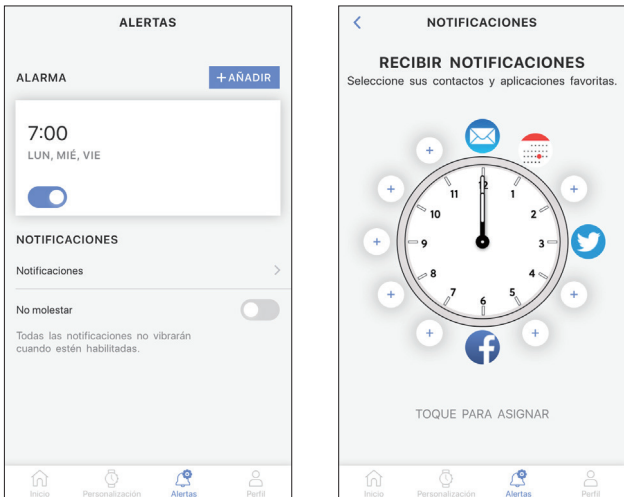 ALERTAS
ALARMA
+AÑADIR
7:00
LUN, MIÉ, VIE
NOTIFICACIONES
Notificaciones
No molestar
Todas las notificaciones no vibrarán
cuando estén habilitadas.
Inicio
Personalización
Alertas
Perfil
NOTIFICACIONES
RECIBIR NOTIFICACIONES
Seleccione sus contactos y aplicaciones favoritas.
12
1
2
3
4
5
6
7
8
9
10
11
TOQUE PARA ASIGNAR
Inicio
Personalización
Alertas
Perfil